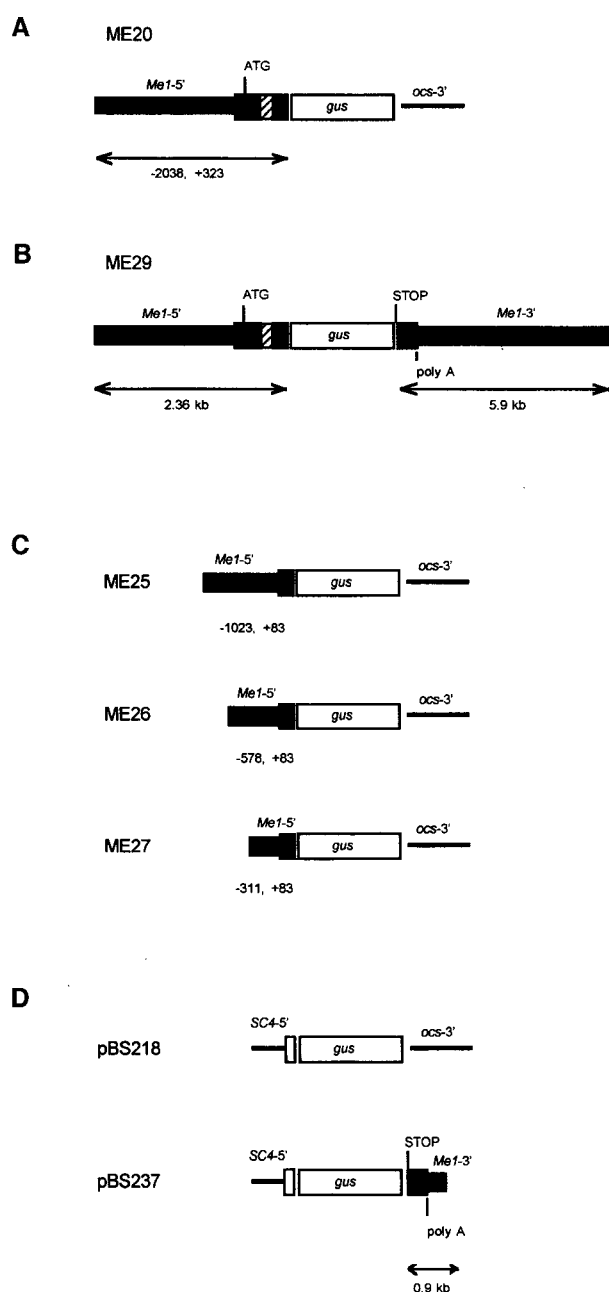 A
ME20
ATG
Me1-5'
gus
ocs-3'
-2038, +323
B
ME29
ATG
STOP
Me1-5'
Me1-3'
gus
poly A
2.36 kb
5.9 kb
C
Me1-5'
ocs-3'
ME25
gus
-1023, +83
Me1-5'
ocs-3'
ME26
gus
-578, +83
Me1-5'
ocs-3'
ME27
gus
-311, +83
D
SC4-5'
ocs-3'
pBS218
gus
STOP
SC4-5'
Me1-3'
pBS237
gus
poly A
0.9 kb